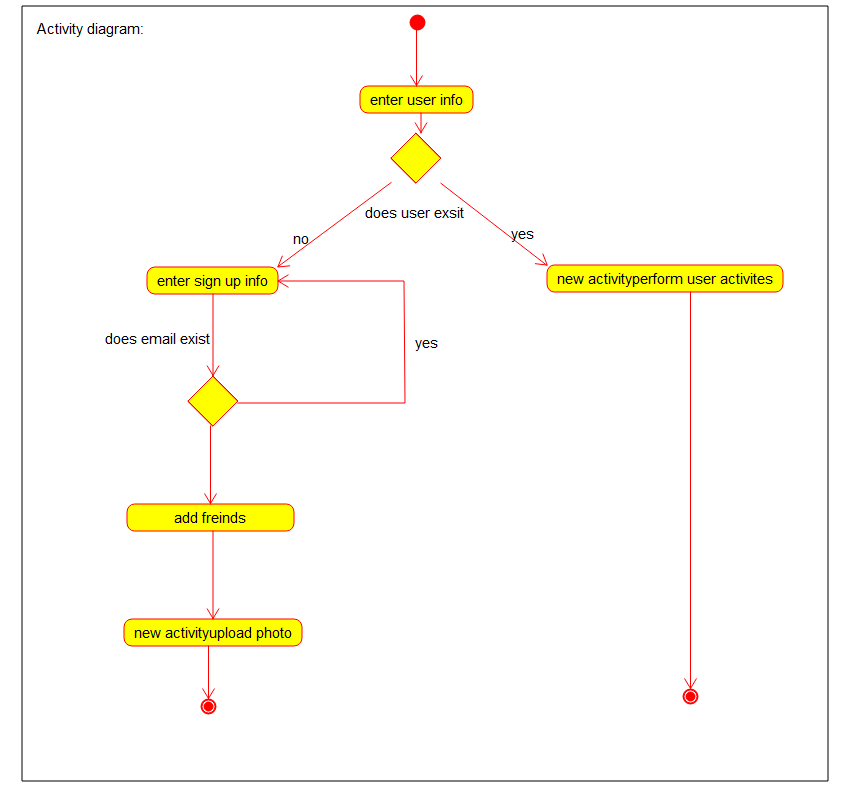 Activity diagram:
enter user info
does user exsit
no
yes
enter sign up info
new activityperform user activites
does email exist
yes
add freinds
new activityupload photo